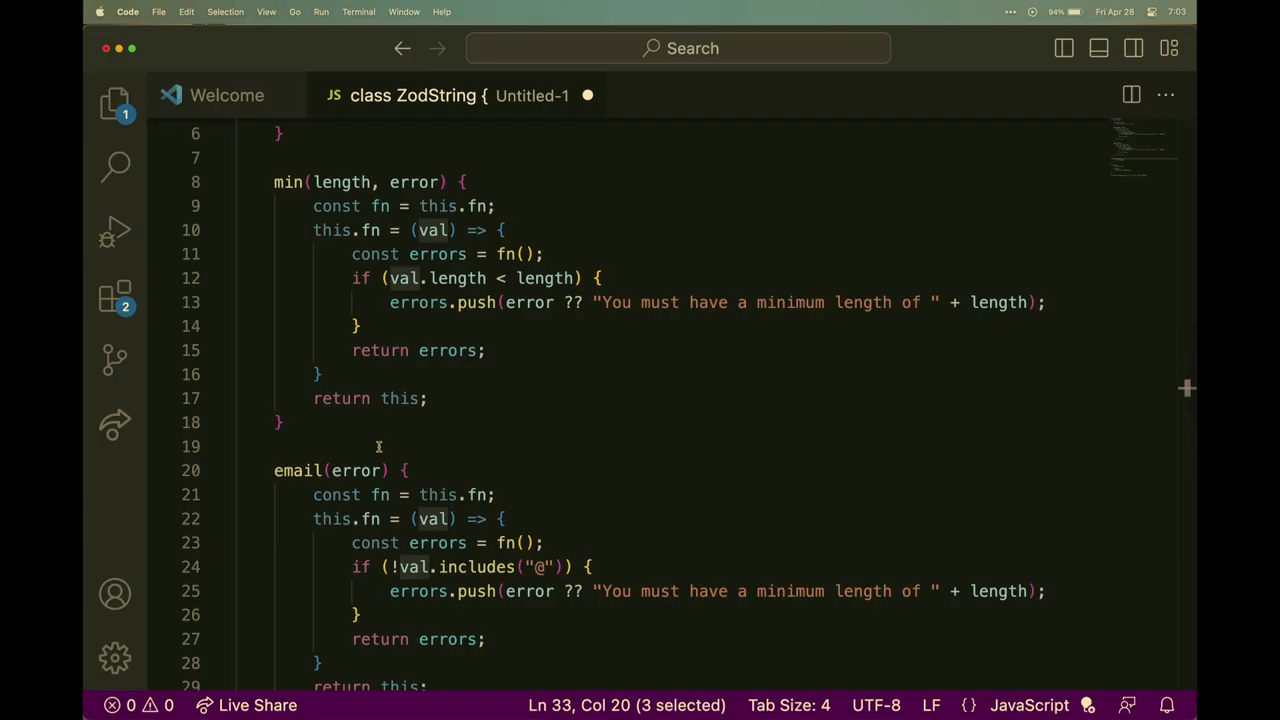 Code File Edit Selection View Go Run Terminal Window Help 94% Fri Apr 28 7:03
Search
Welcome JS class ZodString { Untitled-1
6 }
7
8 min(length, error) {
9 const fn = this.fn;
10 this.fn = (val) => {
11 const errors = fn();
12 if (val.length < length) {
13 errors.push(error ?? "You must have a minimum length of " + length);
14 }
15 return errors;
16 }
17 return this;
18 }
19
20 email(error) {
21 const fn = this.fn;
22 this.fn = (val) => {
23 const errors = fn();
24 if (!val.includes("@")) {
25 errors.push(error ?? "You must have a minimum length of " + length);
26 }
27 return errors;
28 }
29 return this;
1
2
0 0 Live Share Ln 33, Col 20 (3 selected) Tab Size: 4 UTF-8 LF {} JavaScript